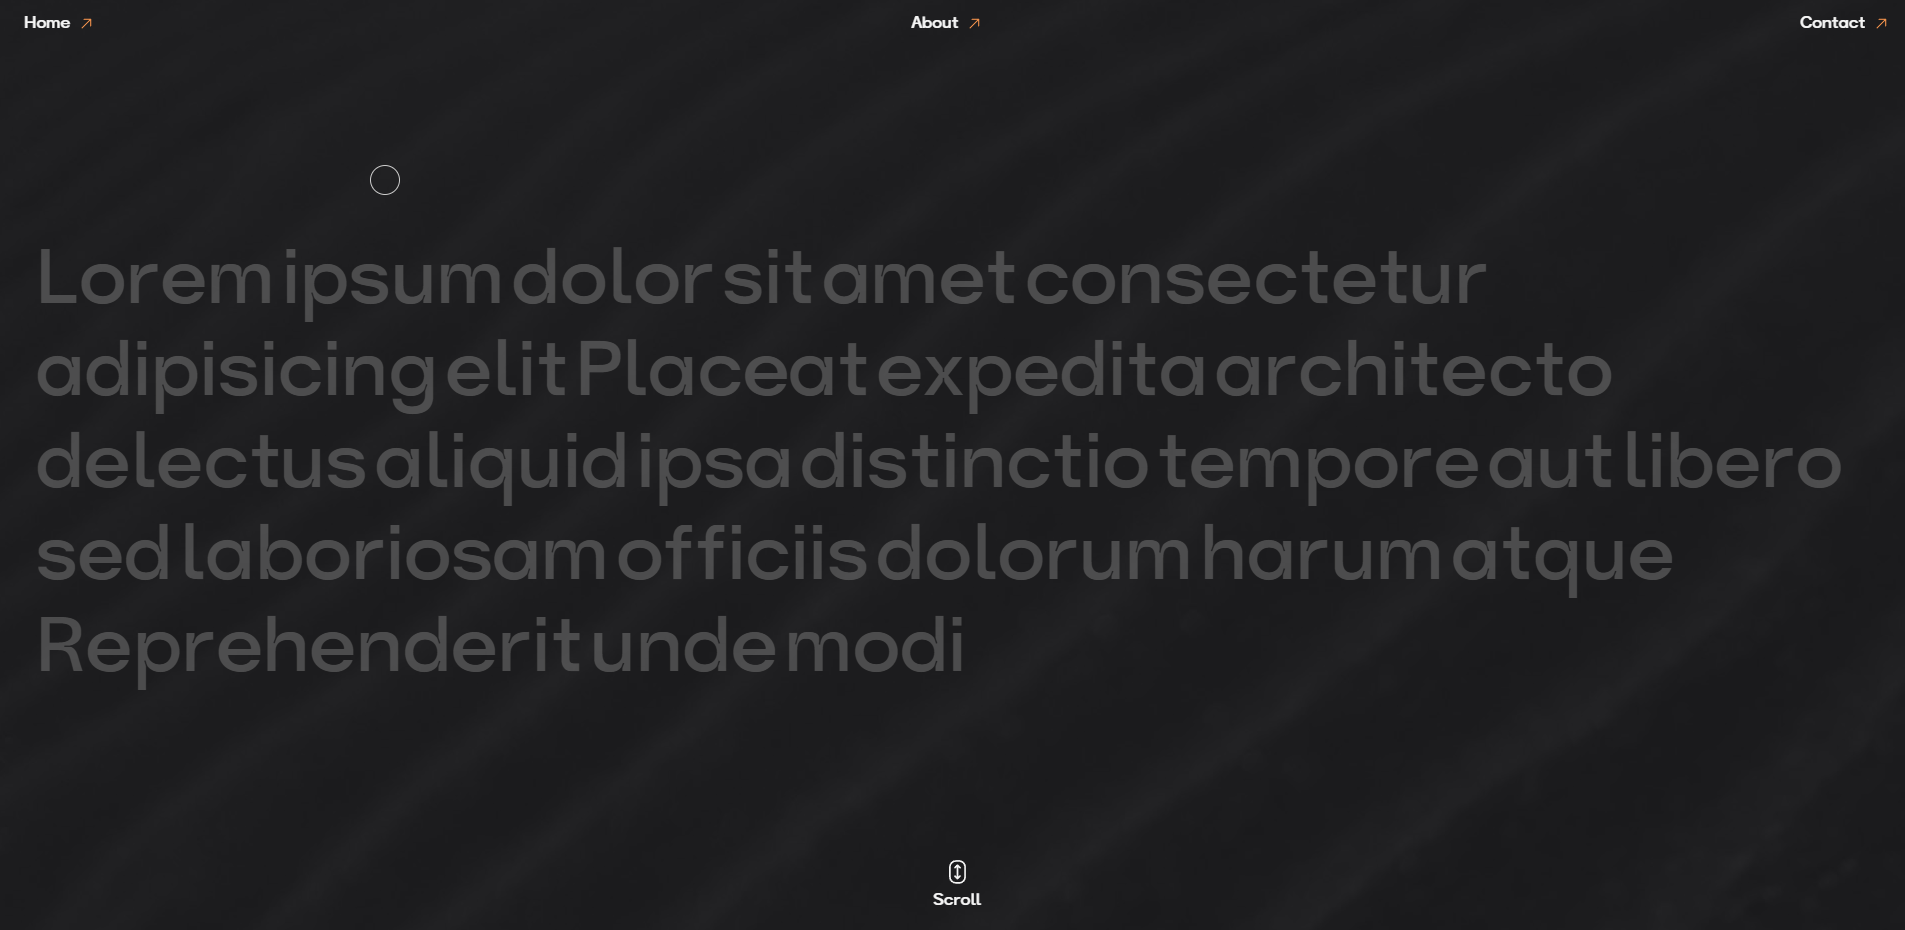 Home
About
Contact
Lorem ipsum dolor sit amet consectetur
adipisicing elit Placeat expedita architecto
delectus aliquid ipsa distinctio tempore aut libero
sed laboriosam officiis dolorum harum atque
Reprehenderit unde modi
Scroll